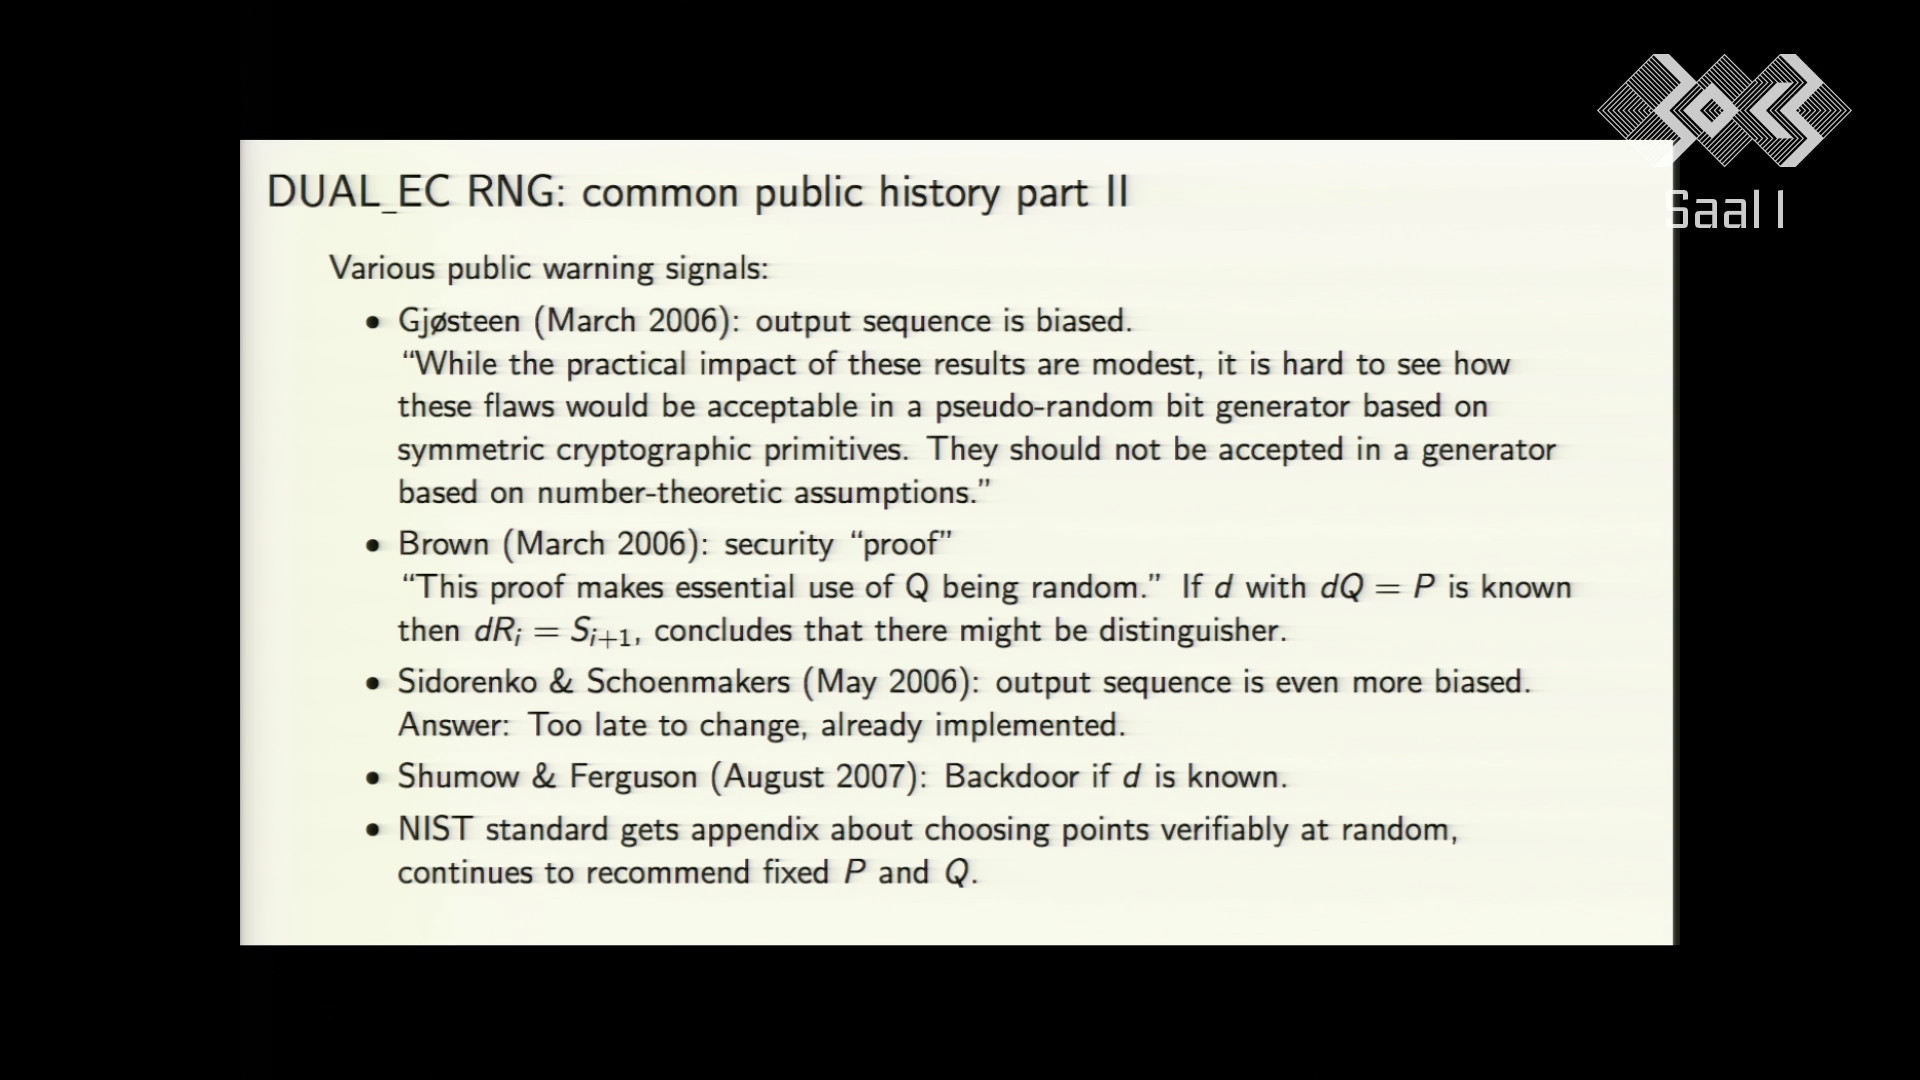 DUAL_EC RNG: common public history part II
Saal 1
Various public warning signals:
• Gjøsteen (March 2006): output sequence is biased.
“While the practical impact of these results are modest, it is hard to see how
these flaws would be acceptable in a pseudo-random bit generator based on
symmetric cryptographic primitives. They should not be accepted in a generator
based on number-theoretic assumptions.”
• Brown (March 2006): security “proof”
“This proof makes essential use of Q being random.” If d with dQ = P is known
then dRᵢ = Sᵢ₊₁, concludes that there might be distinguisher.
• Sidorenko & Schoenmakers (May 2006): output sequence is even more biased.
Answer: Too late to change, already implemented.
• Shumow & Ferguson (August 2007): Backdoor if d is known.
• NIST standard gets appendix about choosing points verifiably at random,
continues to recommend fixed P and Q.